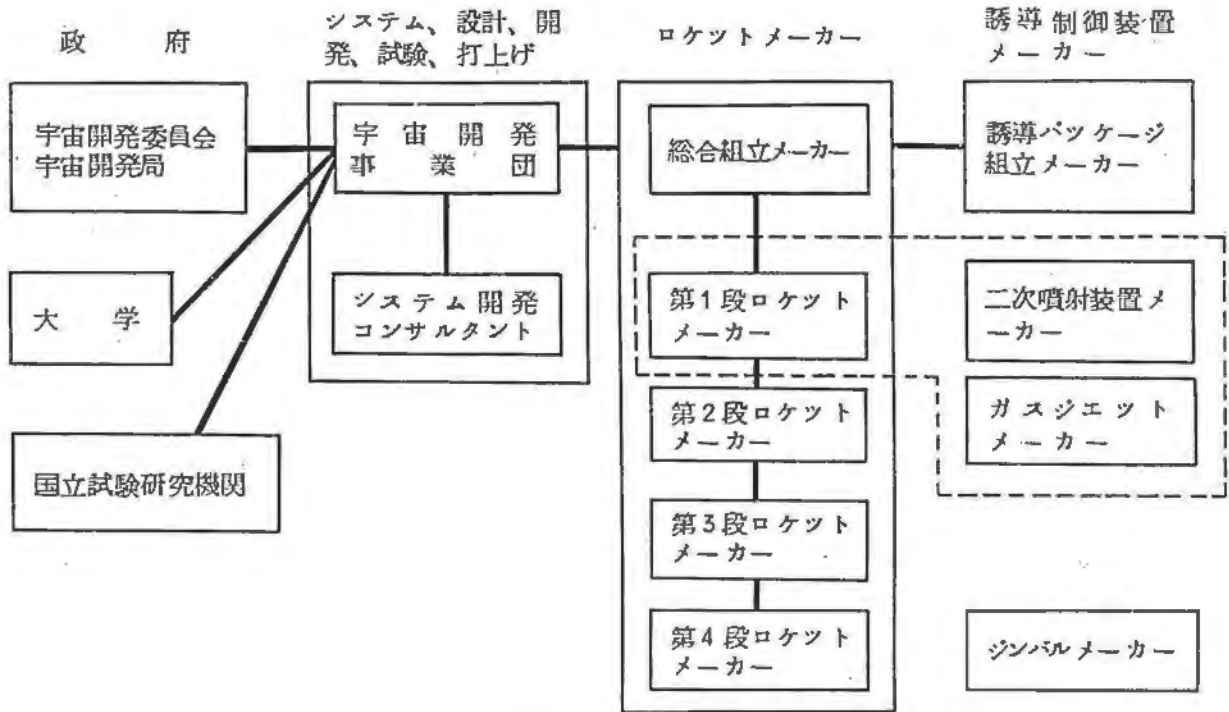 政府
システム、設計、開
発、試験、打上げ
ロケットメーカー
誘導制御装置
メーカー
宇宙開発委員会
宇宙開発局
大学
国立試験研究機関
宇宙開発
事業団
システム開発
コンサルタント
総合組立メーカー
第1段ロケット
メーカー
第2段ロケット
メーカー
第3段ロケット
メーカー
第4段ロケット
メーカー
誘導パッケージ
組立メーカー
二次噴射装置メ
ーカー
ガスジエット
メーカー
ジンバルメーカー